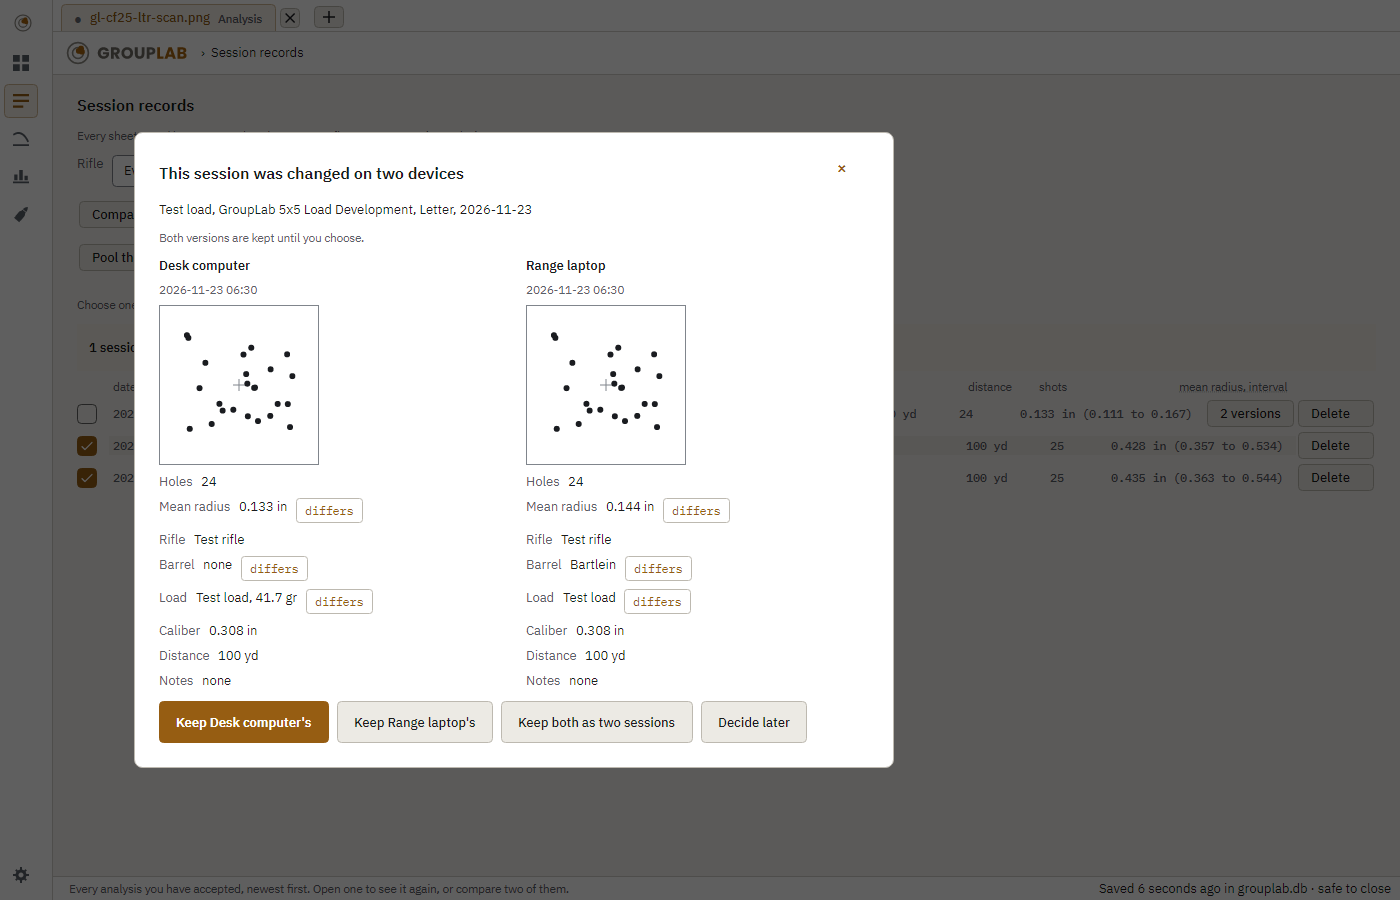 gl-cf25-ltr-scan.png Analysis
GROUPLAB › Session records
Session records
Every sheet
Rifle
Compa
Pool th
Choose one
1 sessio
date distance shots mean radius, interval
202 yd 24 0.133 in (0.111 to 0.167) 2 versions Delete
202 100 yd 25 0.428 in (0.357 to 0.534) Delete
202 100 yd 25 0.435 in (0.363 to 0.544) Delete
This session was changed on two devices ×
Test load, GroupLab 5x5 Load Development, Letter, 2026-11-23
Both versions are kept until you choose.
Desk computer
2026-11-23 06:30
Holes 24
Mean radius 0.133 in differs
Rifle Test rifle
Barrel none differs
Load Test load, 41.7 gr differs
Caliber 0.308 in
Distance 100 yd
Notes none
Range laptop
2026-11-23 06:30
Holes 24
Mean radius 0.144 in differs
Rifle Test rifle
Barrel Bartlein differs
Load Test load differs
Caliber 0.308 in
Distance 100 yd
Notes none
Keep Desk computer's Keep Range laptop's Keep both as two sessions Decide later
Every analysis you have accepted, newest first. Open one to see it again, or compare two of them.
Saved 6 seconds ago in grouplab.db · safe to close